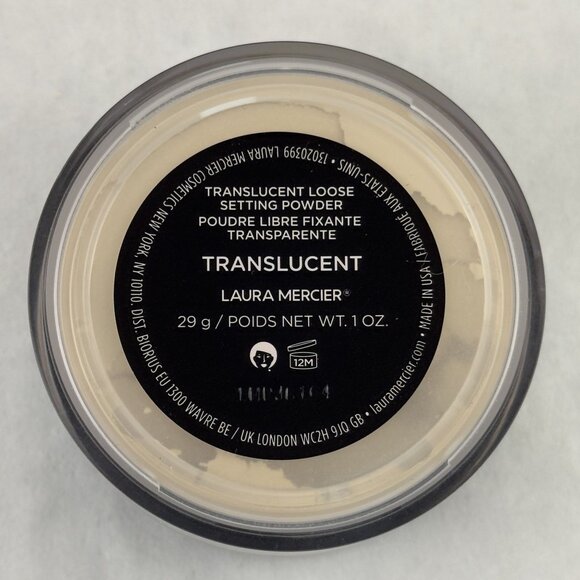 TRANSLUCENT LOOSE
SETTING POWDER
POUDRE LIBRE FIXANTE
TRANSPARENTE
TRANSLUCENT
LAURA MERCIER®
29 g / POIDS NET WT. 1 OZ.
12M
13020399 LAURA MERCIER COSMETICS NEW YORK, NY 10110. DIST. BIORIUS EU 1300 WAVRE BE / UK LONDON WC2H 9JQ GB • lauramercier.com • MADE IN USA / FABRIQUÉ AUX ÉTATS-UNIS •